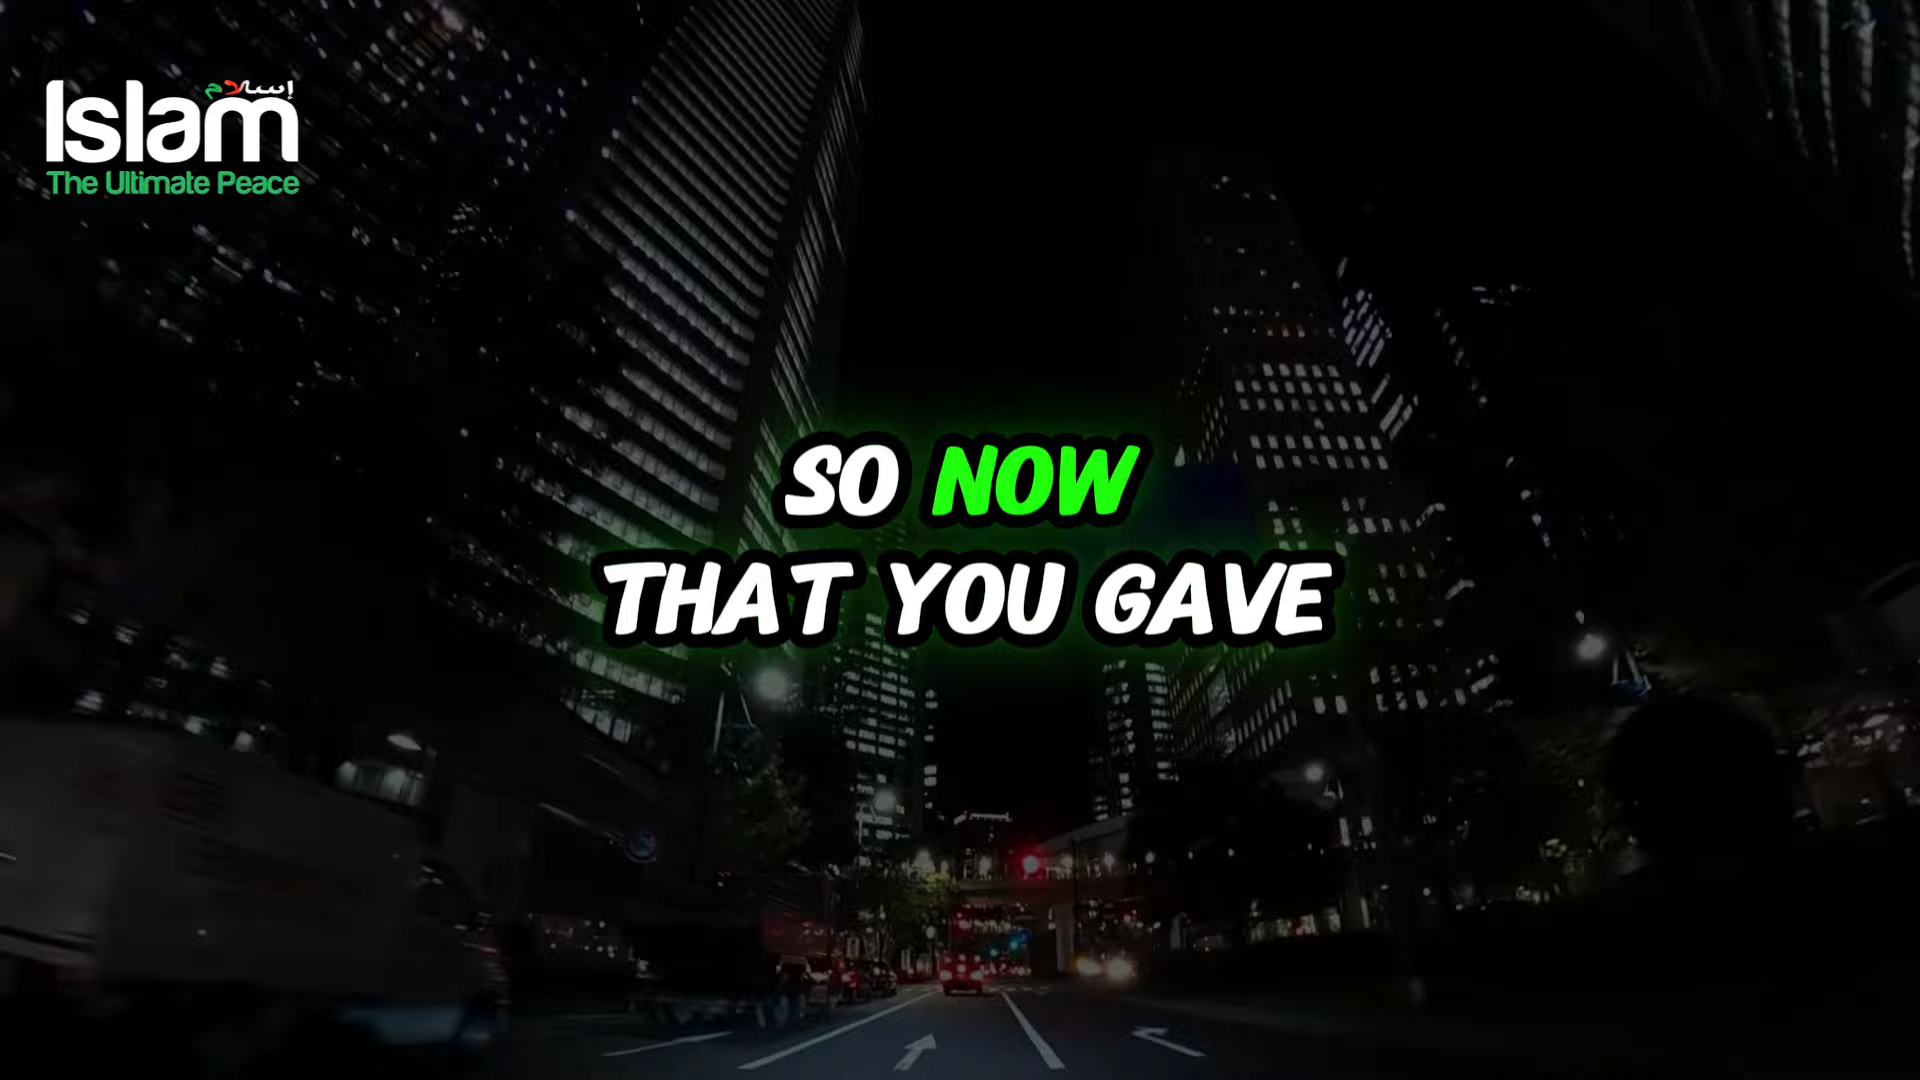 إسلام
Islam
The Ultimate Peace
SO NOW
THAT YOU GAVE